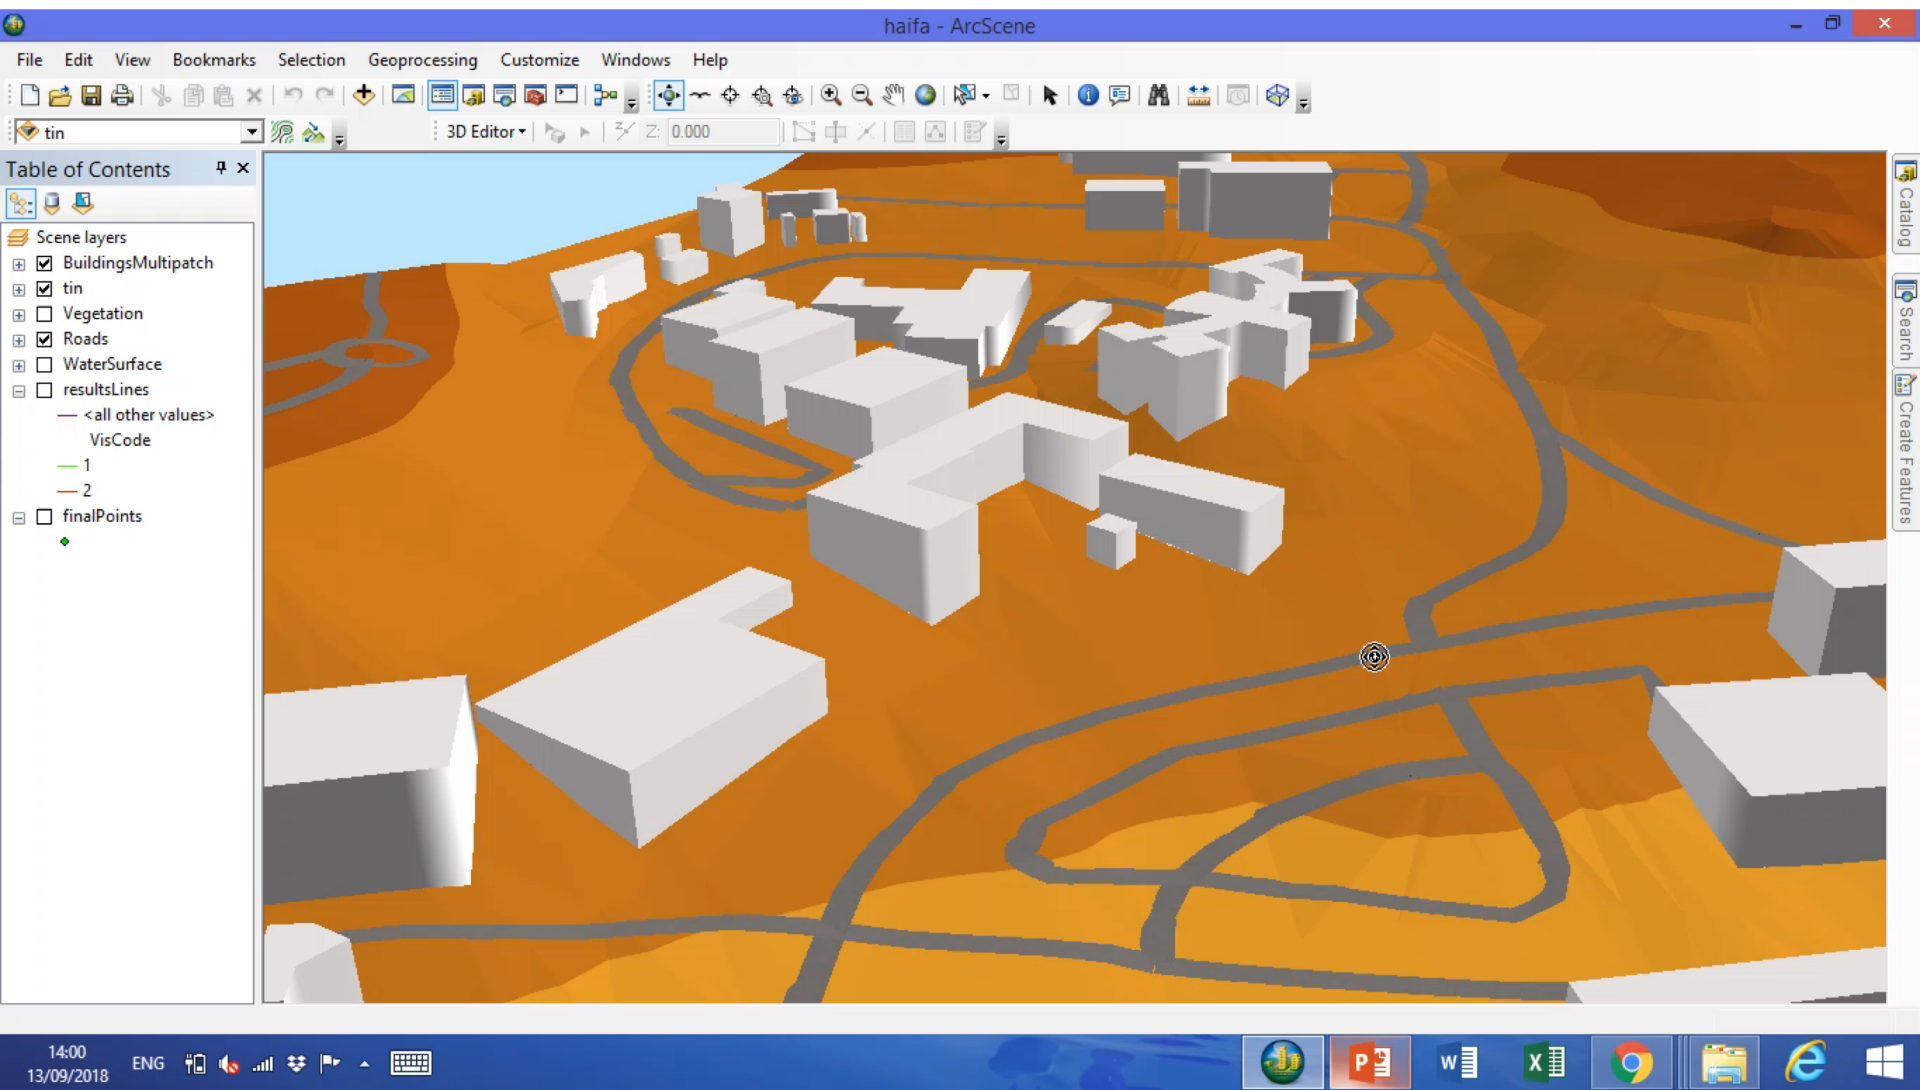 haifa - ArcScene
File Edit View Bookmarks Selection Geoprocessing Customize Windows Help
tin 3D Editor Z: 0.000
Table of Contents
Scene layers
BuildingsMultipatch
tin
Vegetation
Roads
WaterSurface
resultsLines
<all other values>
VisCode
1
2
finalPoints
Catalog
Search
Create Features
14:00
13/09/2018
ENG